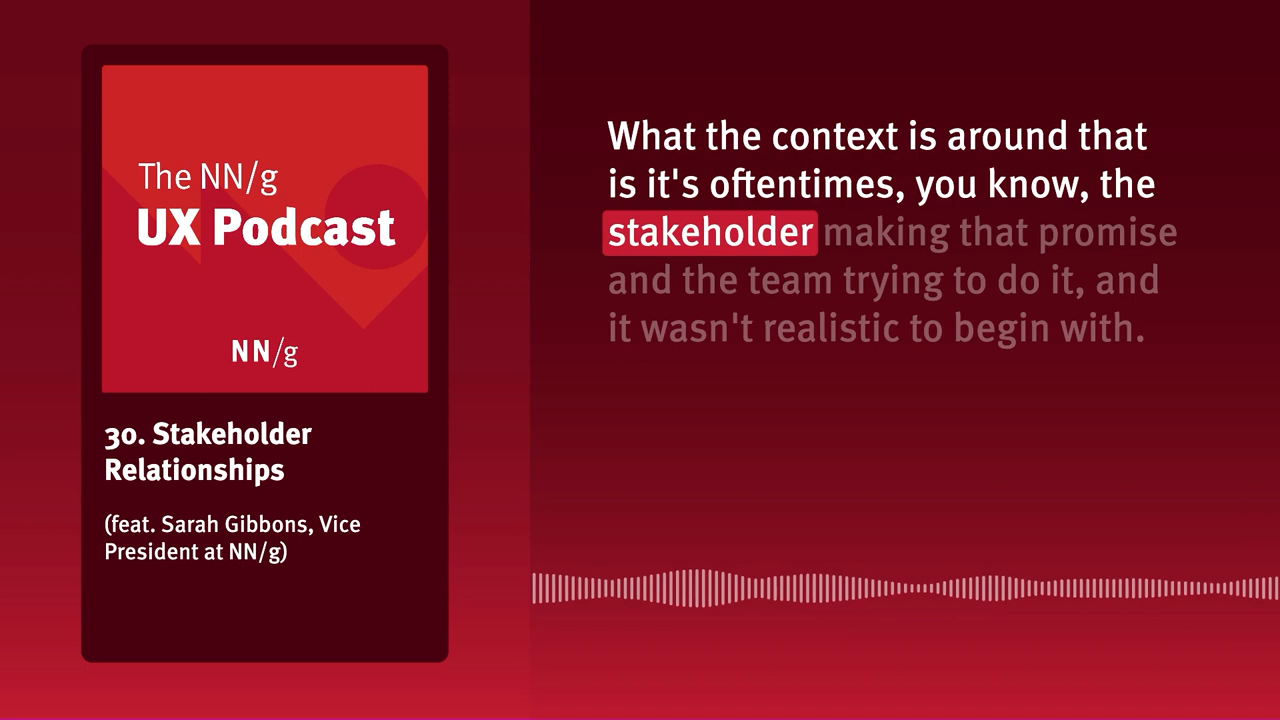 The NN/g
UX Podcast
NN/g
30. Stakeholder
Relationships
(feat. Sarah Gibbons, Vice
President at NN/g)
What the context is around that
is it's oftentimes, you know, the
stakeholder making that promise
and the team trying to do it, and
it wasn't realistic to begin with.